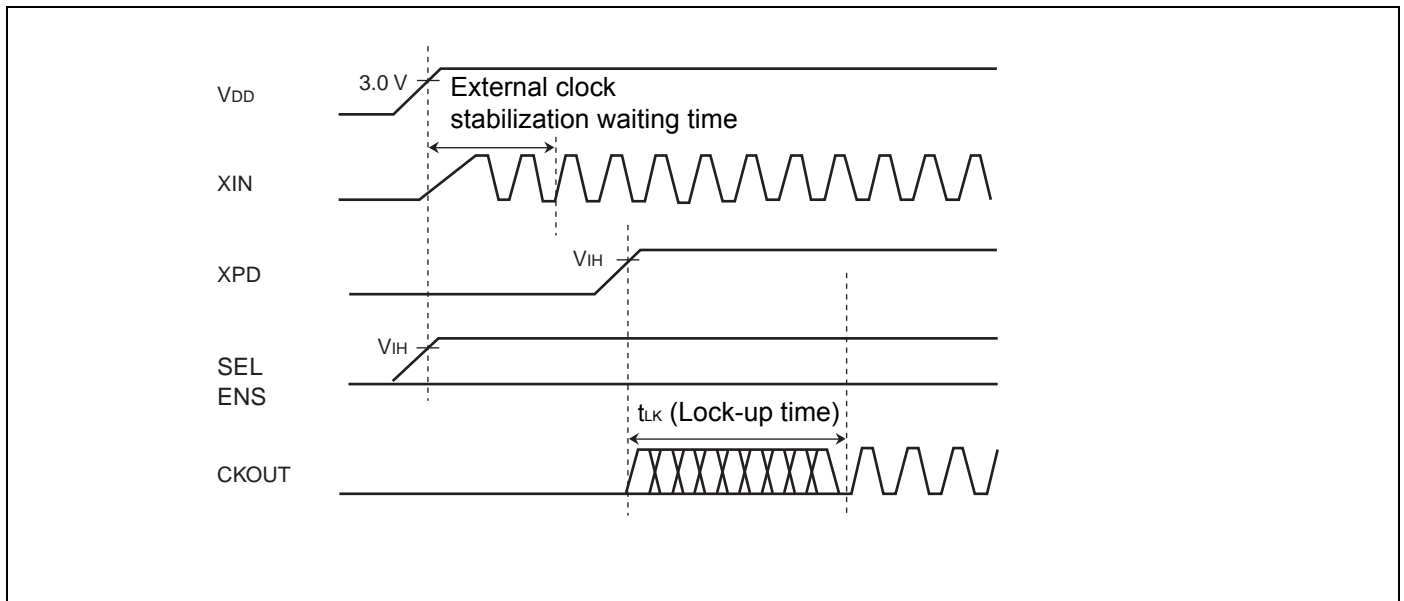 VDD
3.0 V
External clock
stabilization waiting time
XIN
XPD
VIH
SEL
ENS
VIH
tLK (Lock-up time)
CKOUT